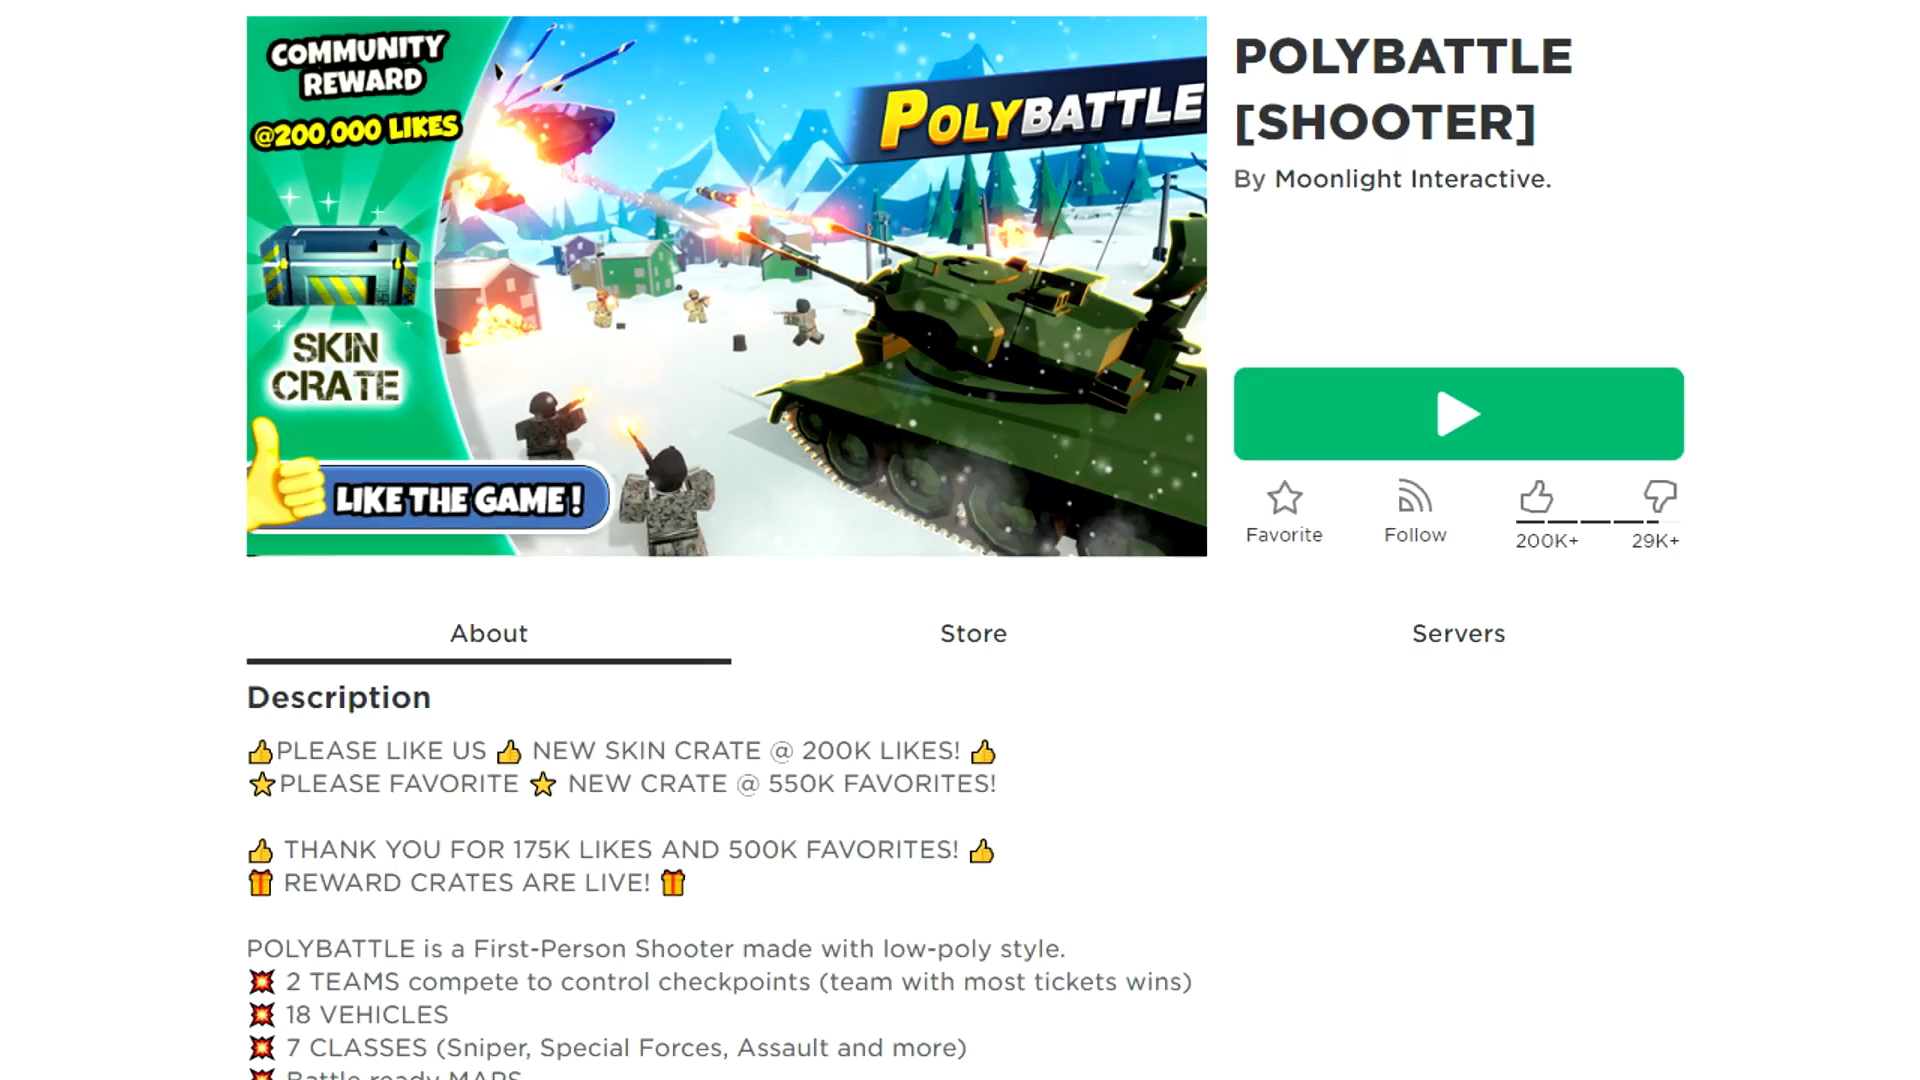 COMMUNITY
REWARD
@200,000 LIKES
SKIN
CRATE
LIKE THE GAME!
POLYBATTLE
POLYBATTLE
[SHOOTER]
By Moonlight Interactive.
Favorite
Follow
200K+
29K+
About
Store
Servers
Description
👍PLEASE LIKE US 👍 NEW SKIN CRATE @ 200K LIKES! 👍
⭐PLEASE FAVORITE ⭐ NEW CRATE @ 550K FAVORITES!
👍 THANK YOU FOR 175K LIKES AND 500K FAVORITES! 👍
🎁 REWARD CRATES ARE LIVE! 🎁
POLYBATTLE is a First-Person Shooter made with low-poly style.
💥 2 TEAMS compete to control checkpoints (team with most tickets wins)
💥 18 VEHICLES
💥 7 CLASSES (Sniper, Special Forces, Assault and more)
💥 Battle ready MAPS